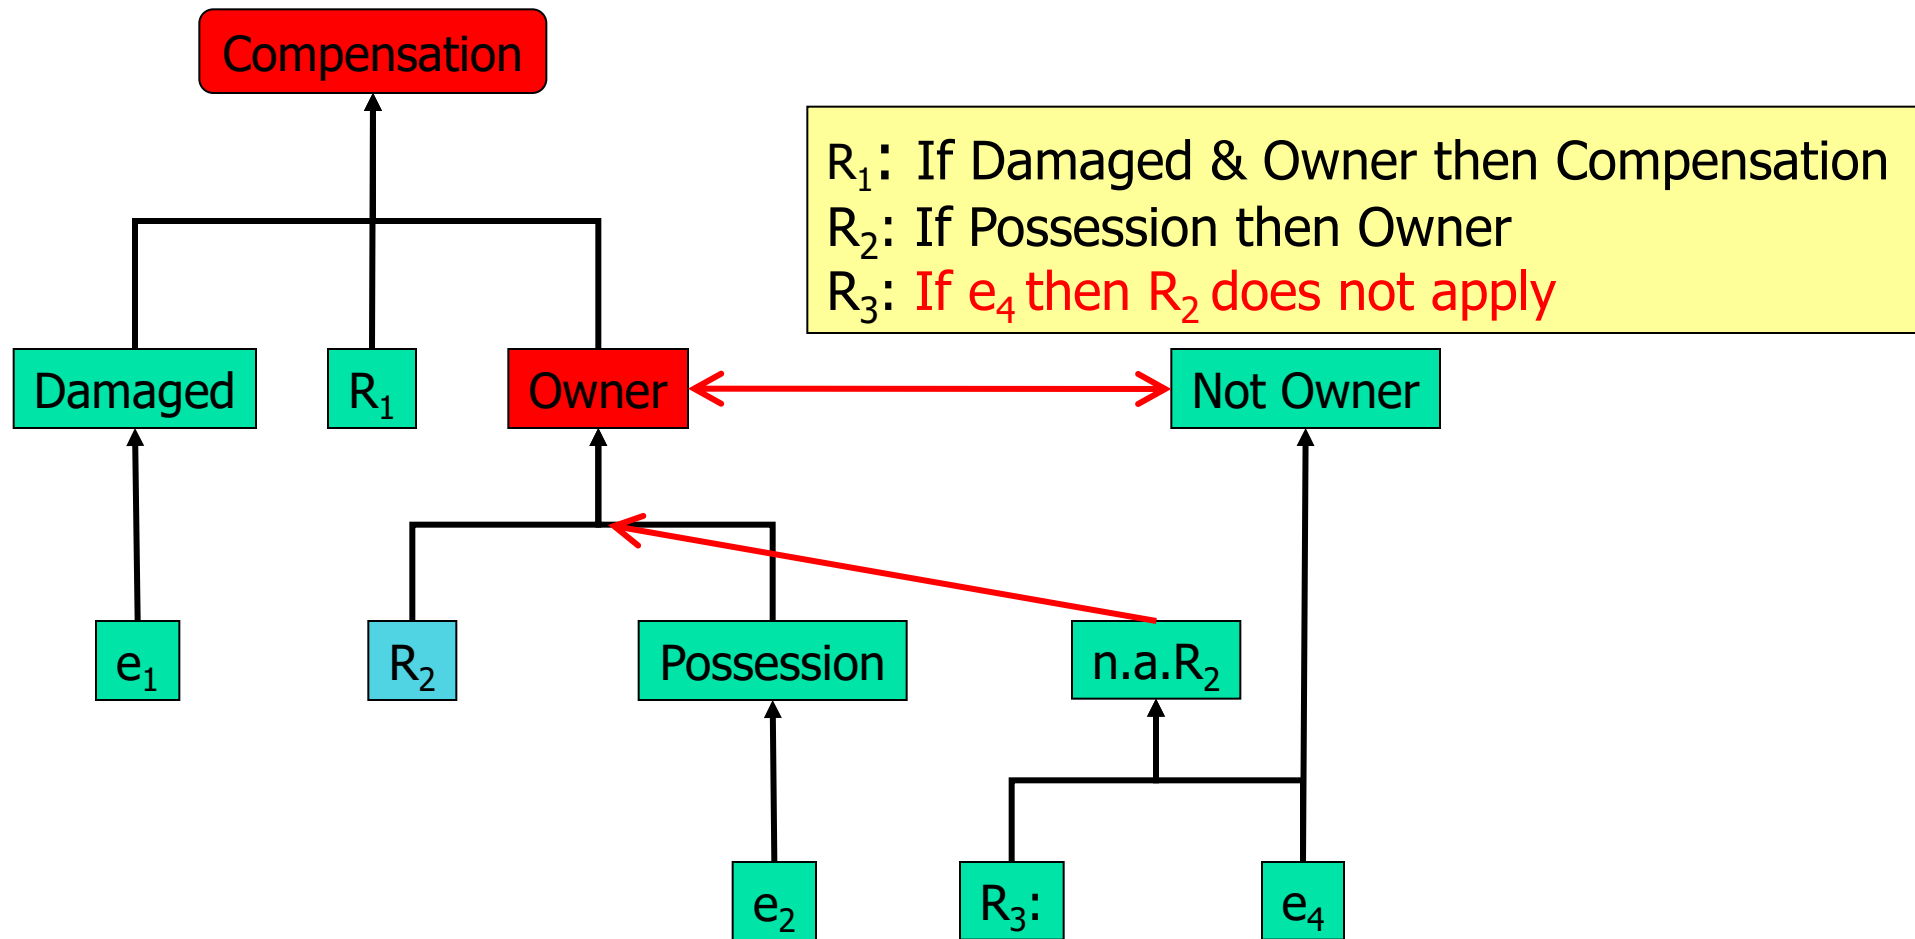 Compensation
R₁: If Damaged & Owner then Compensation
R₂: If Possession then Owner
R₃: If e₄ then R₂ does not apply
Damaged
R₁
Owner
Not Owner
e₁
R₂
Possession
n.a.R₂
e₂
R₃:
e₄